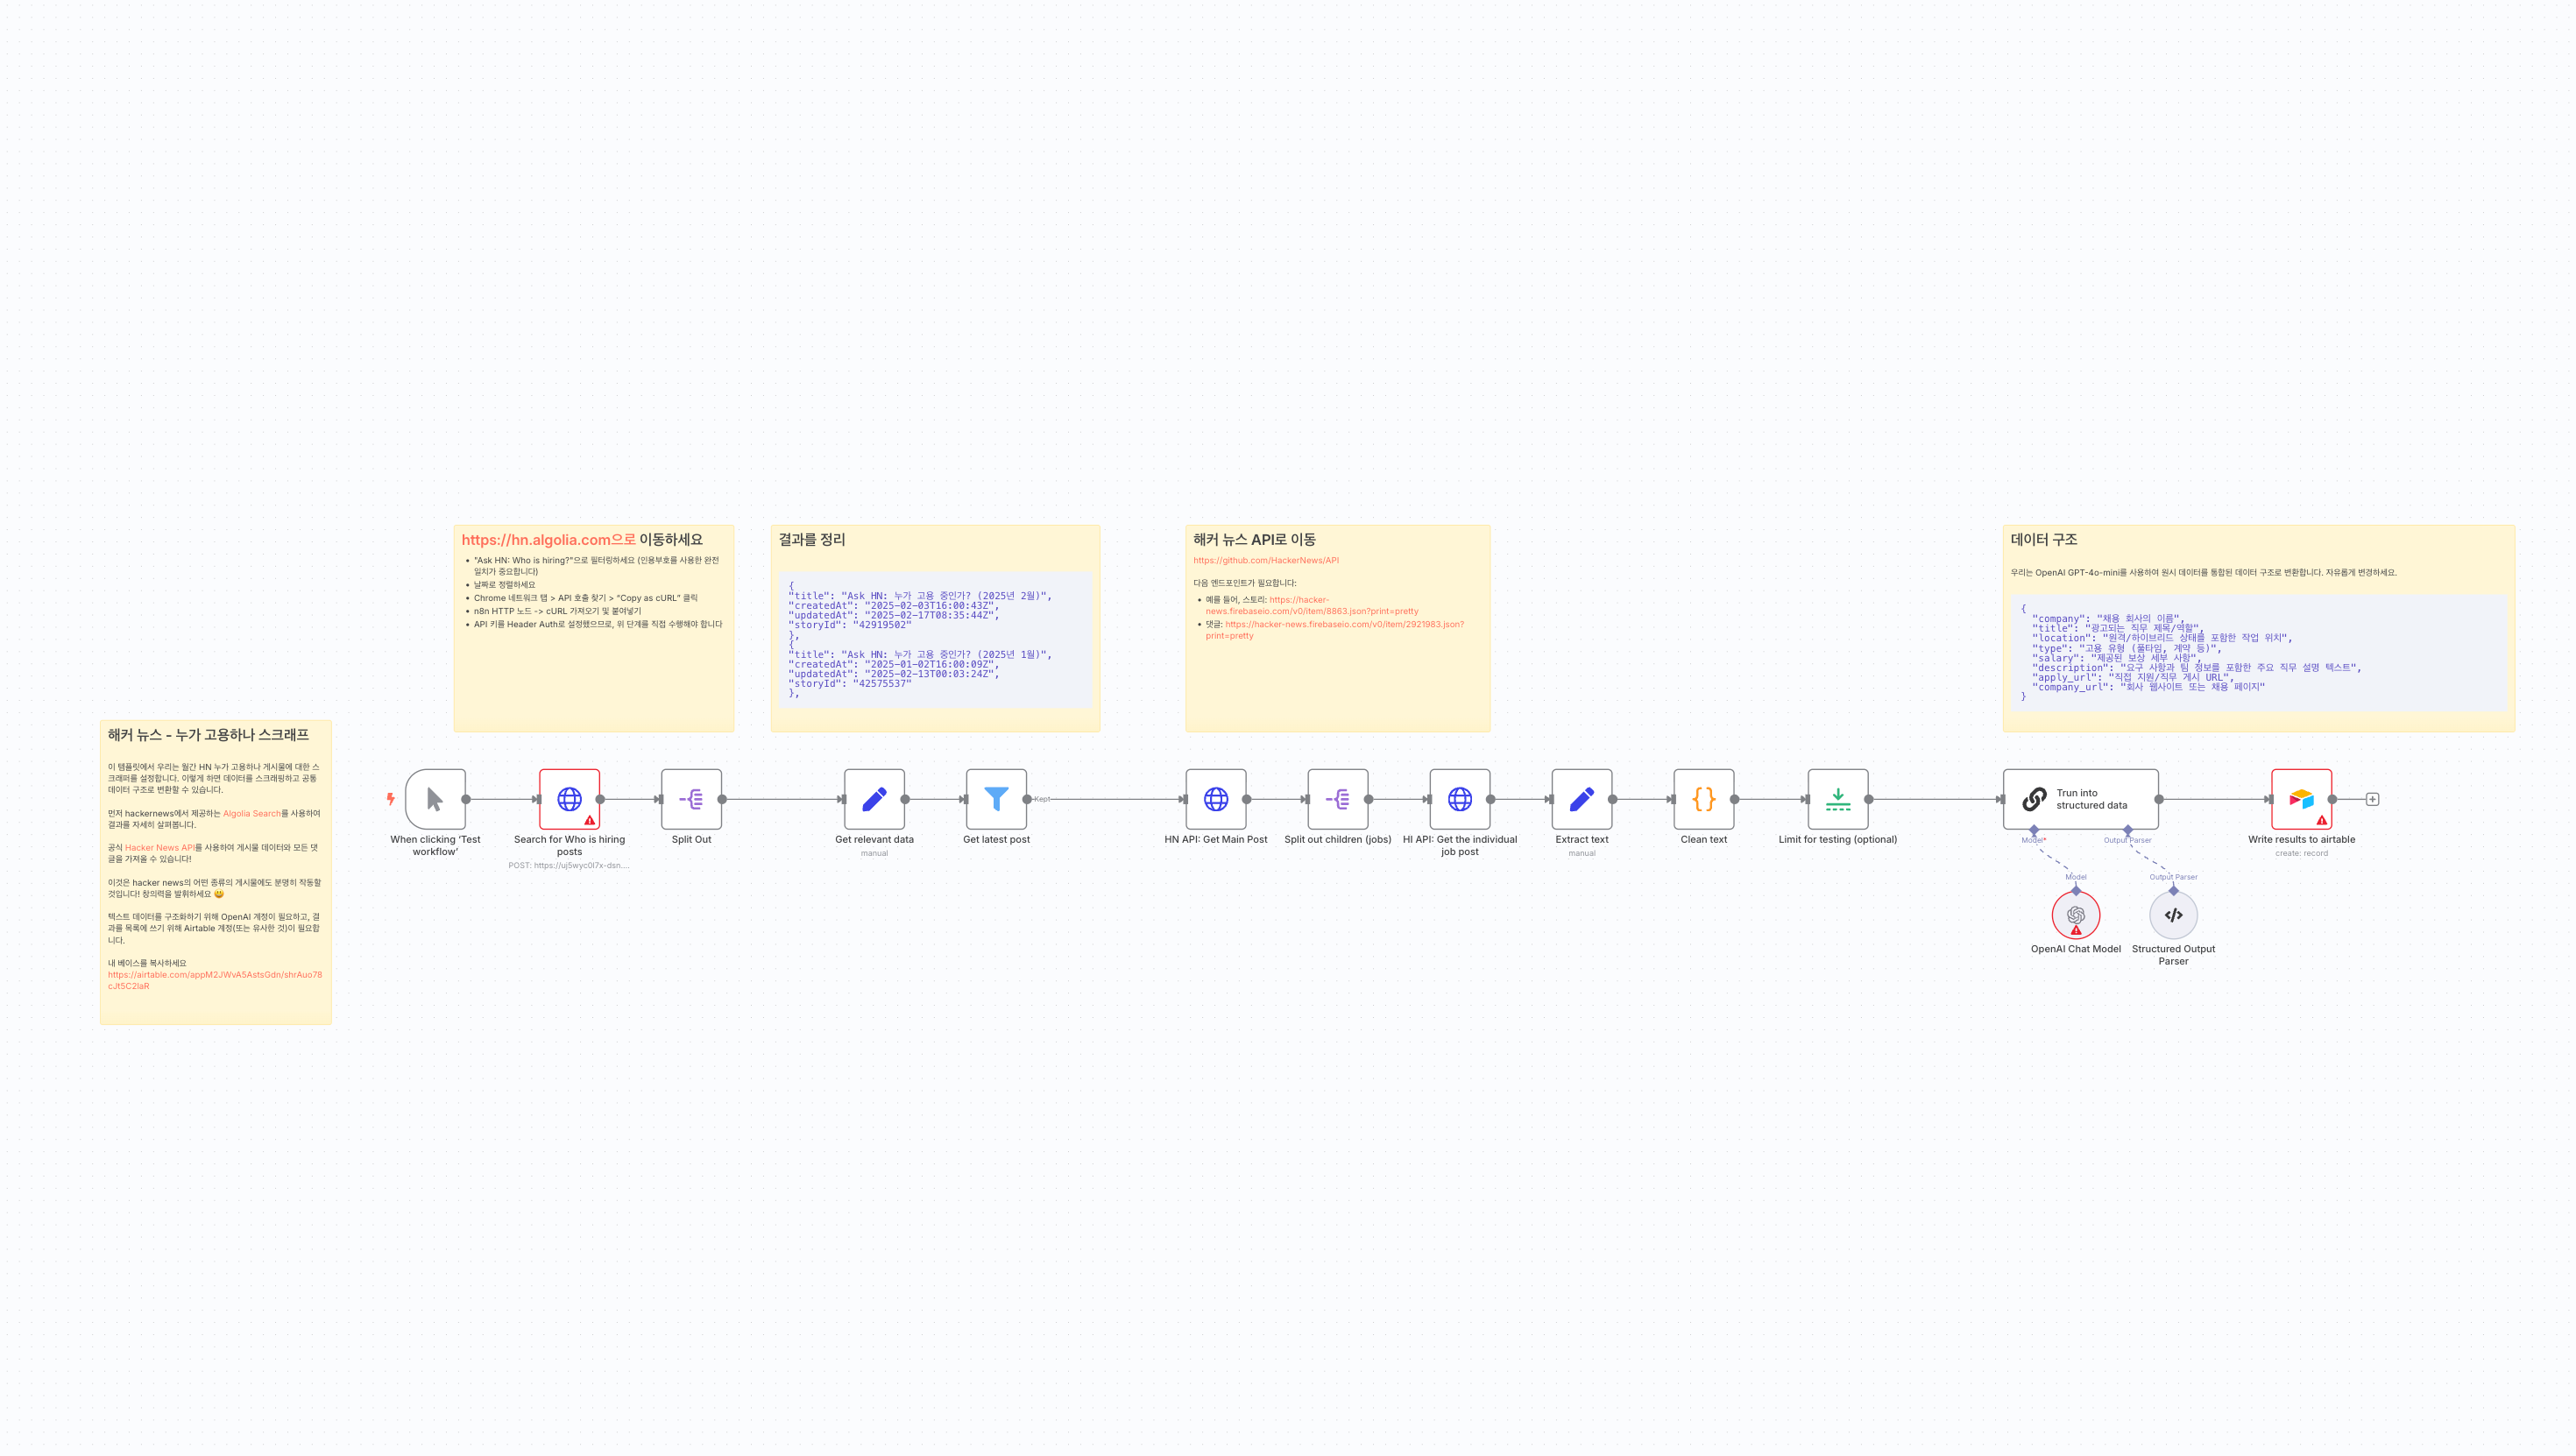 https://hn.algolia.com으로 이동하세요
"Ask HN: Who is hiring?"으로 필터링하세요 (인용부호를 사용한 완전
일치가 중요합니다)
날짜로 정렬하세요
Chrome 네트워크 탭 > API 호출 찾기 > "Copy as cURL" 클릭
n8n HTTP 노드 -> cURL 가져오기 및 붙여넣기
API 키를 Header Auth로 설정했으므로, 위 단계를 직접 수행해야 합니다
결과를 정리
{
"title": "Ask HN: 누가 고용 중인가? (2025년 2월)",
"createdAt": "2025-02-03T16:00:43Z",
"updatedAt": "2025-02-17T08:35:44Z",
"storyId": "42919502"
},
{
"title": "Ask HN: 누가 고용 중인가? (2025년 1월)",
"createdAt": "2025-01-02T16:00:09Z",
"updatedAt": "2025-02-13T00:03:24Z",
"storyId": "42575537"
},
해커 뉴스 API로 이동
https://github.com/HackerNews/API
다음 엔드포인트가 필요합니다:
예를 들어, 스토리: https://hacker-
news.firebaseio.com/v0/item/8863.json?print=pretty
댓글: https://hacker-news.firebaseio.com/v0/item/2921983.json?
print=pretty
데이터 구조
우리는 OpenAI GPT-4o-mini를 사용하여 원시 데이터를 통합된 데이터 구조로 변환합니다. 자유롭게 변경하세요.
{
"company": "채용 회사의 이름",
"title": "광고되는 직무 제목/역할",
"location": "원격/하이브리드 상태를 포함한 작업 위치",
"type": "고용 유형 (풀타임, 계약 등)",
"salary": "제공된 보상 세부 사항",
"description": "요구 사항과 팀 정보를 포함한 주요 직무 설명 텍스트",
"apply_url": "직접 지원/직무 게시 URL",
"company_url": "회사 웹사이트 또는 채용 페이지"
}
해커 뉴스 - 누가 고용하나 스크래프
이 템플릿에서 우리는 월간 HN 누가 고용하나 게시물에 대한 스
크래퍼를 설정합니다. 이렇게 하면 데이터를 스크래핑하고 공통
데이터 구조로 변환할 수 있습니다.
먼저 hackernews에서 제공하는 Algolia Search를 사용하여
결과를 자세히 살펴봅니다.
공식 Hacker News API를 사용하여 게시물 데이터와 모든 댓
글을 가져올 수 있습니다!
이것은 hacker news의 어떤 종류의 게시물에도 분명히 작동할
것입니다! 창의력을 발휘하세요 😀
텍스트 데이터를 구조화하기 위해 OpenAI 계정이 필요하고, 결
과를 목록에 쓰기 위해 Airtable 계정(또는 유사한 것)이 필요합
니다.
내 베이스를 복사하세요
https://airtable.com/appM2JWvA5AstsGdn/shrAuo78
cJt5C2laR
When clicking 'Test
workflow'
Search for Who is hiring
posts
POST: https://uj5wyc0l7x-dsn....
Split Out
Get relevant data
manual
Get latest post
Kept
HN API: Get Main Post
Split out children (jobs)
HI API: Get the individual
job post
Extract text
manual
Clean text
Limit for testing (optional)
Trun into
structured data
Model*
Output Parser
Model
Output Parser
OpenAI Chat Model
Structured Output
Parser
Write results to airtable
create: record